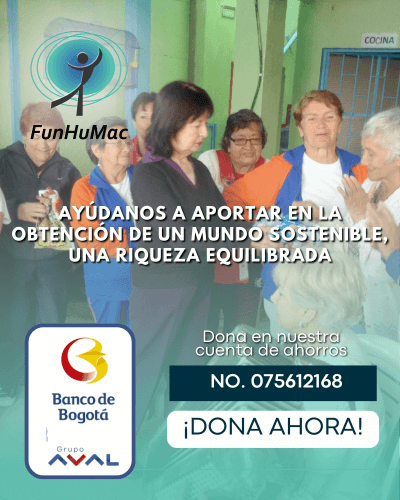 COCINA
FunHuMac
AYÚDANOS A APORTAR EN LA
OBTENCIÓN DE UN MUNDO SOSTENIBLE,
UNA RIQUEZA EQUILIBRADA
Banco de
Bogotá
Grupo
AVAL
Dona en nuestra
cuenta de ahorros
NO. 075612168
¡DONA AHORA!